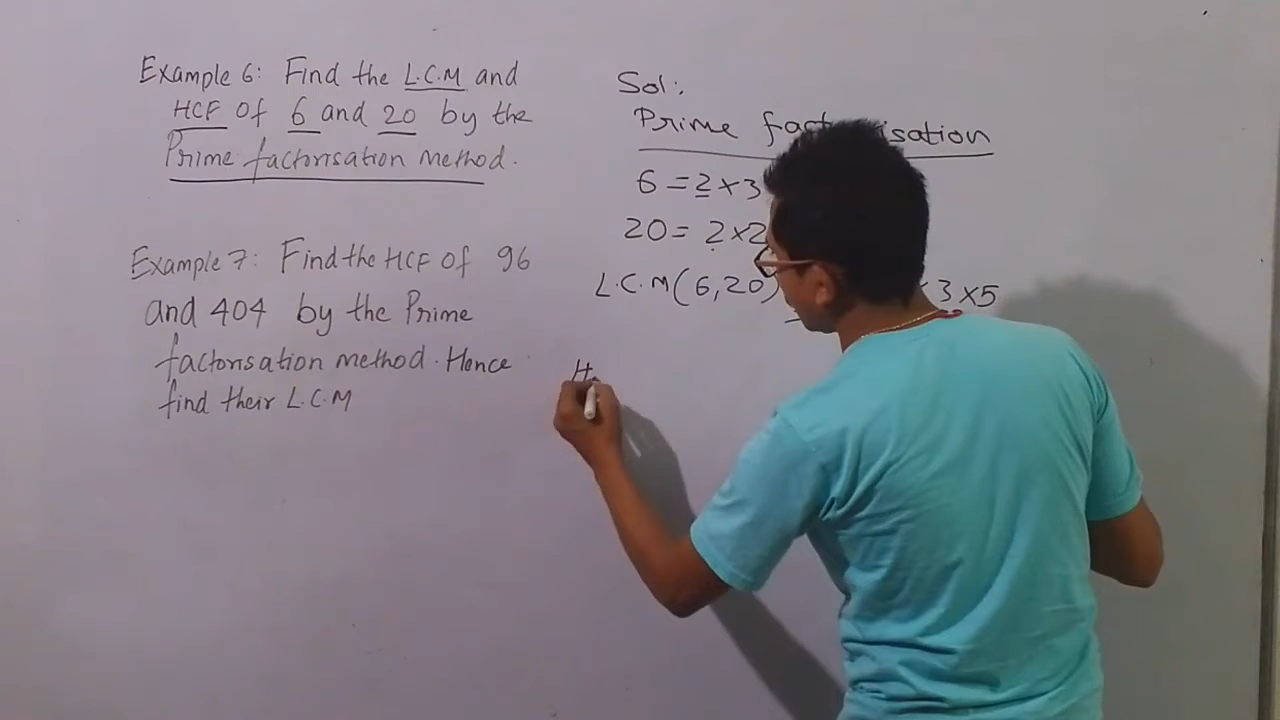 Example 6: Find the L.C.M and
HCF of 6 and 20 by the
Prime factorisation method.
Example 7: Find the HCF of 96
and 404 by the Prime
factorisation method. Hence
find their L.C.M
Sol:
Prime
6 = 2 × 3
20 = 2 × 2
L.C.M (6, 20) 3 × 5